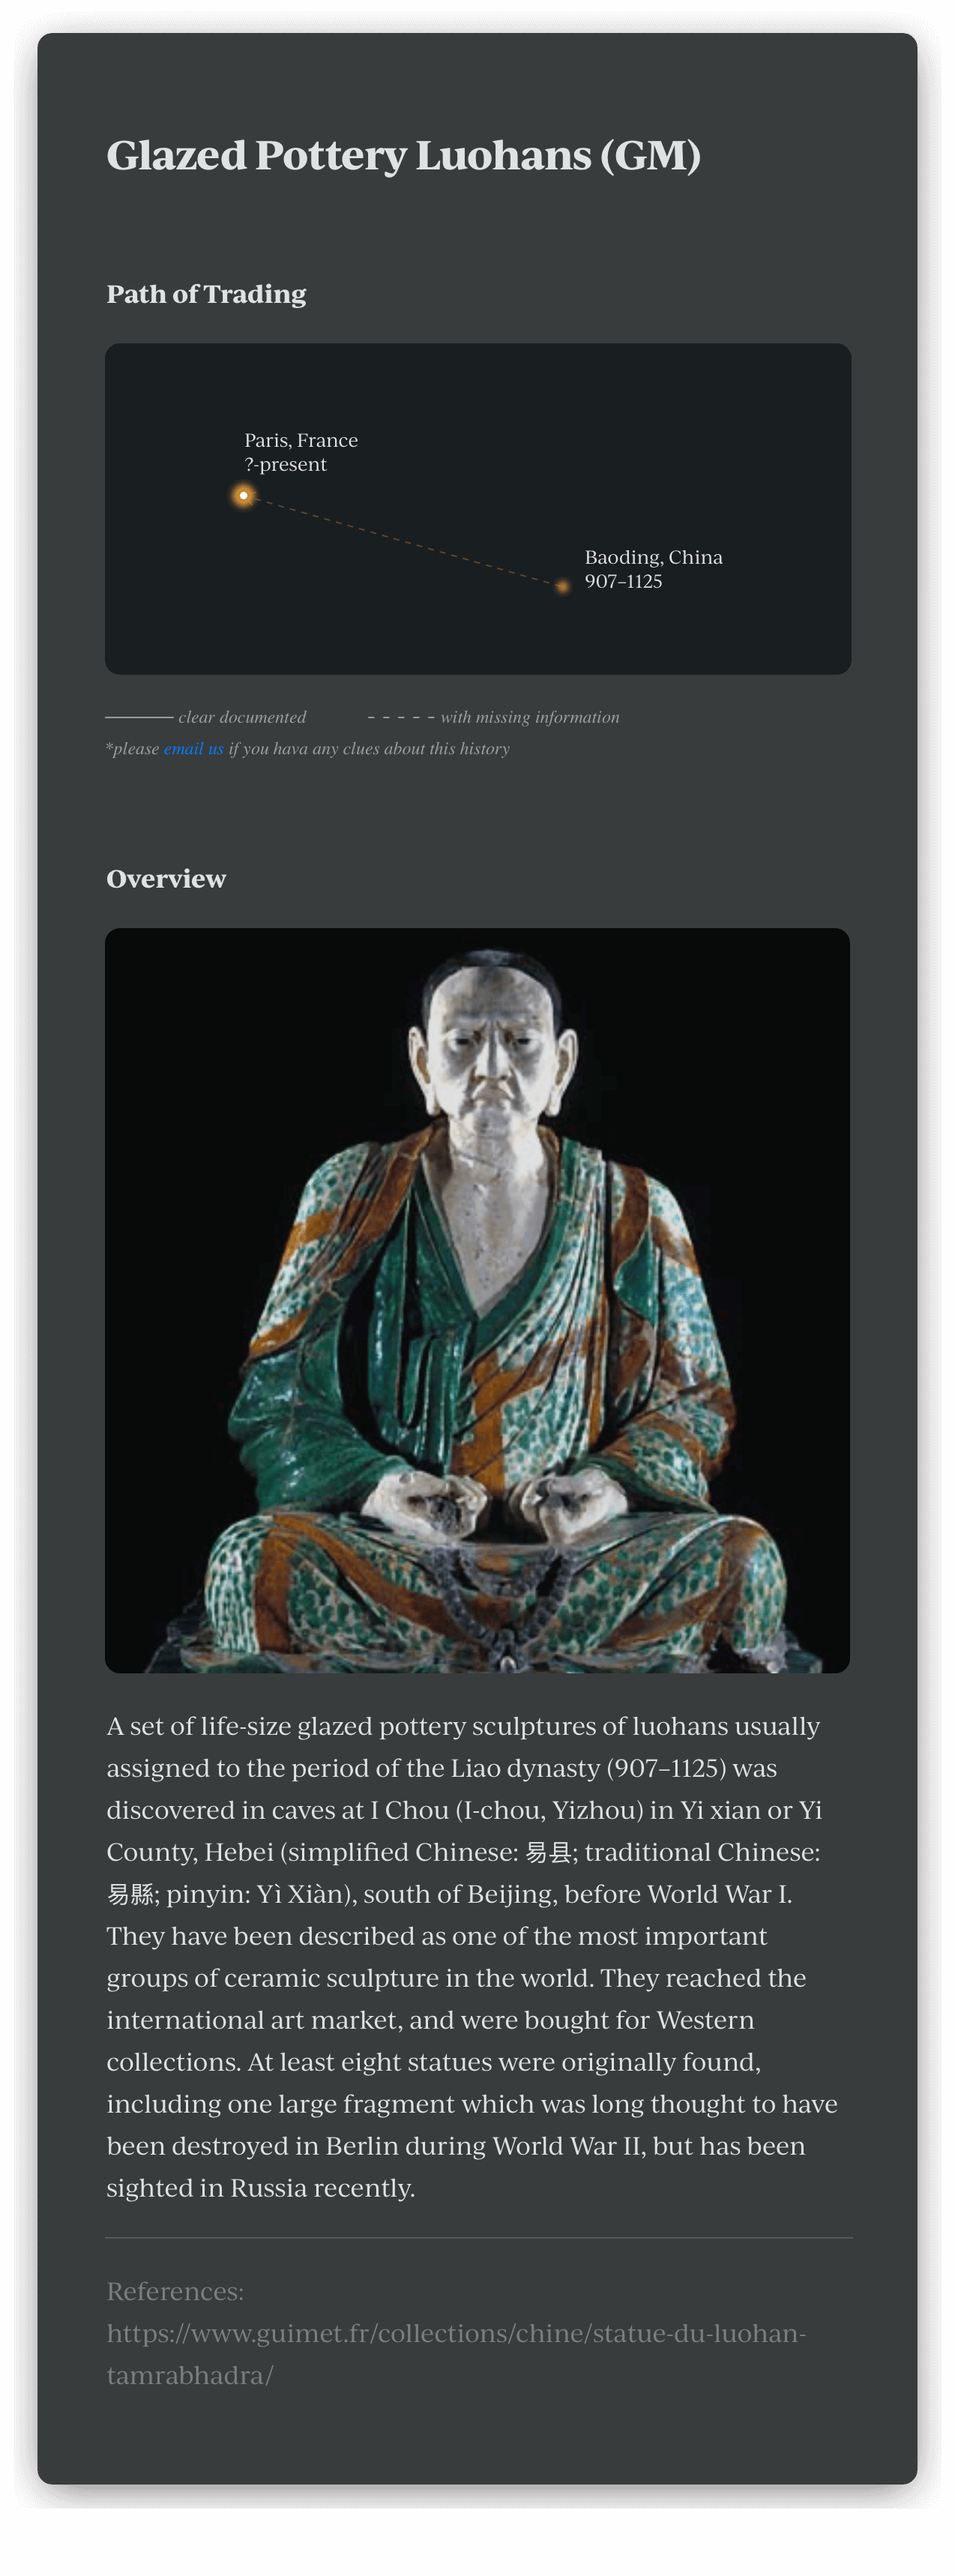 Glazed Pottery Luohans (GM)
Path of Trading
Paris, France
?-present
Baoding, China
907–1125
clear documented
with missing information
*please email us if you hava any clues about this history
Overview
A set of life-size glazed pottery sculptures of luohans usually
assigned to the period of the Liao dynasty (907–1125) was
discovered in caves at I Chou (I-chou, Yizhou) in Yi xian or Yi
County, Hebei (simplified Chinese: 易县; traditional Chinese:
易縣; pinyin: Yì Xiàn), south of Beijing, before World War I.
They have been described as one of the most important
groups of ceramic sculpture in the world. They reached the
international art market, and were bought for Western
collections. At least eight statues were originally found,
including one large fragment which was long thought to have
been destroyed in Berlin during World War II, but has been
sighted in Russia recently.
References:
https://www.guimet.fr/collections/chine/statue-du-luohan-
tamrabhadra/